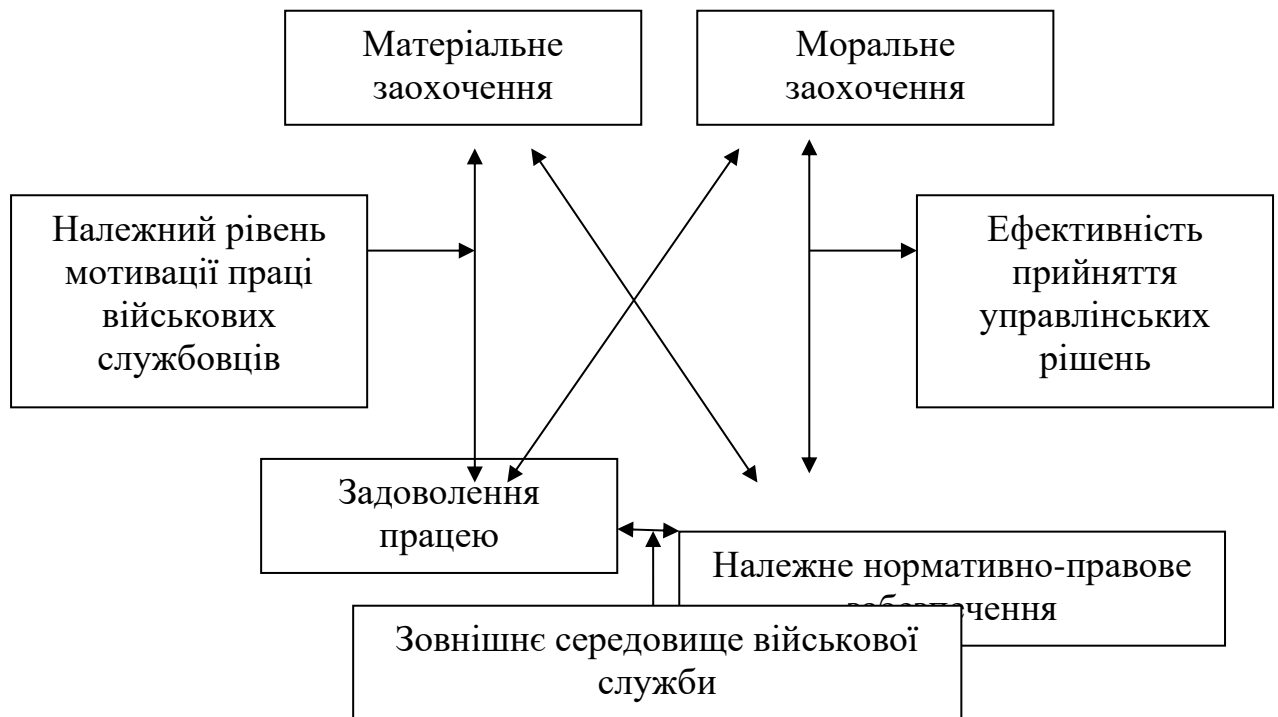 Матеріальне
заохочення
Моральне
заохочення
Належний рівень
мотивації праці
військових
службовців
Ефективність
прийняття
управлінських
рішень
Задоволення
працею
Належне нормативно-правове
забезпечення
Зовнішнє середовище військової
служби